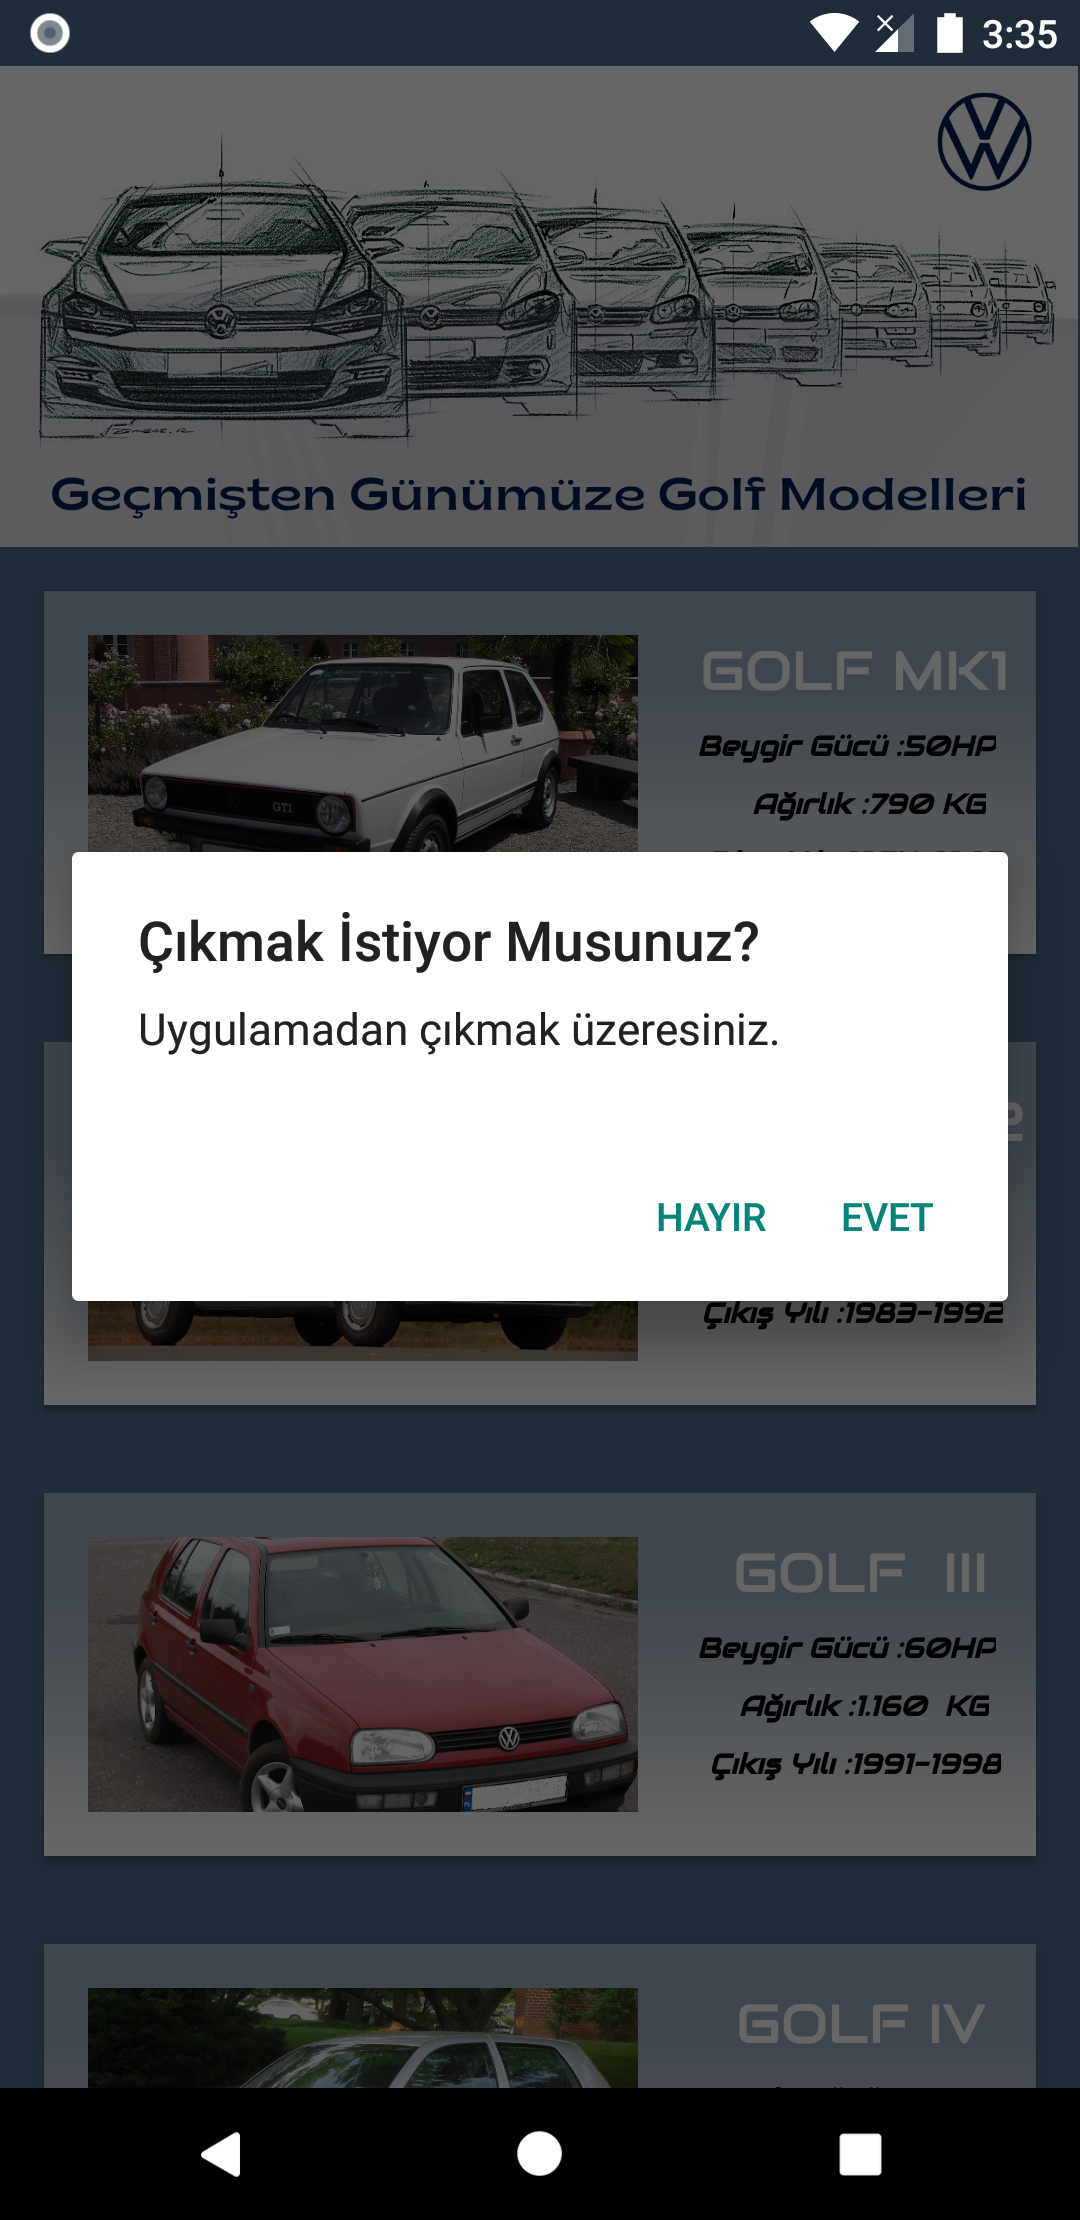 3:35
Geçmişten Günümüze Golf Modelleri
GOLF MK1
Beygir Gücü :50HP
Ağırlık :790 KG
GTI
Çıkmak İstiyor Musunuz?
Uygulamadan çıkmak üzeresiniz.
HAYIR EVET
Çıkış Yılı :1983-1992
GOLF III
Beygir Gücü :60HP
Ağırlık :1.160 KG
Çıkış Yılı :1991-1998
GOLF IV